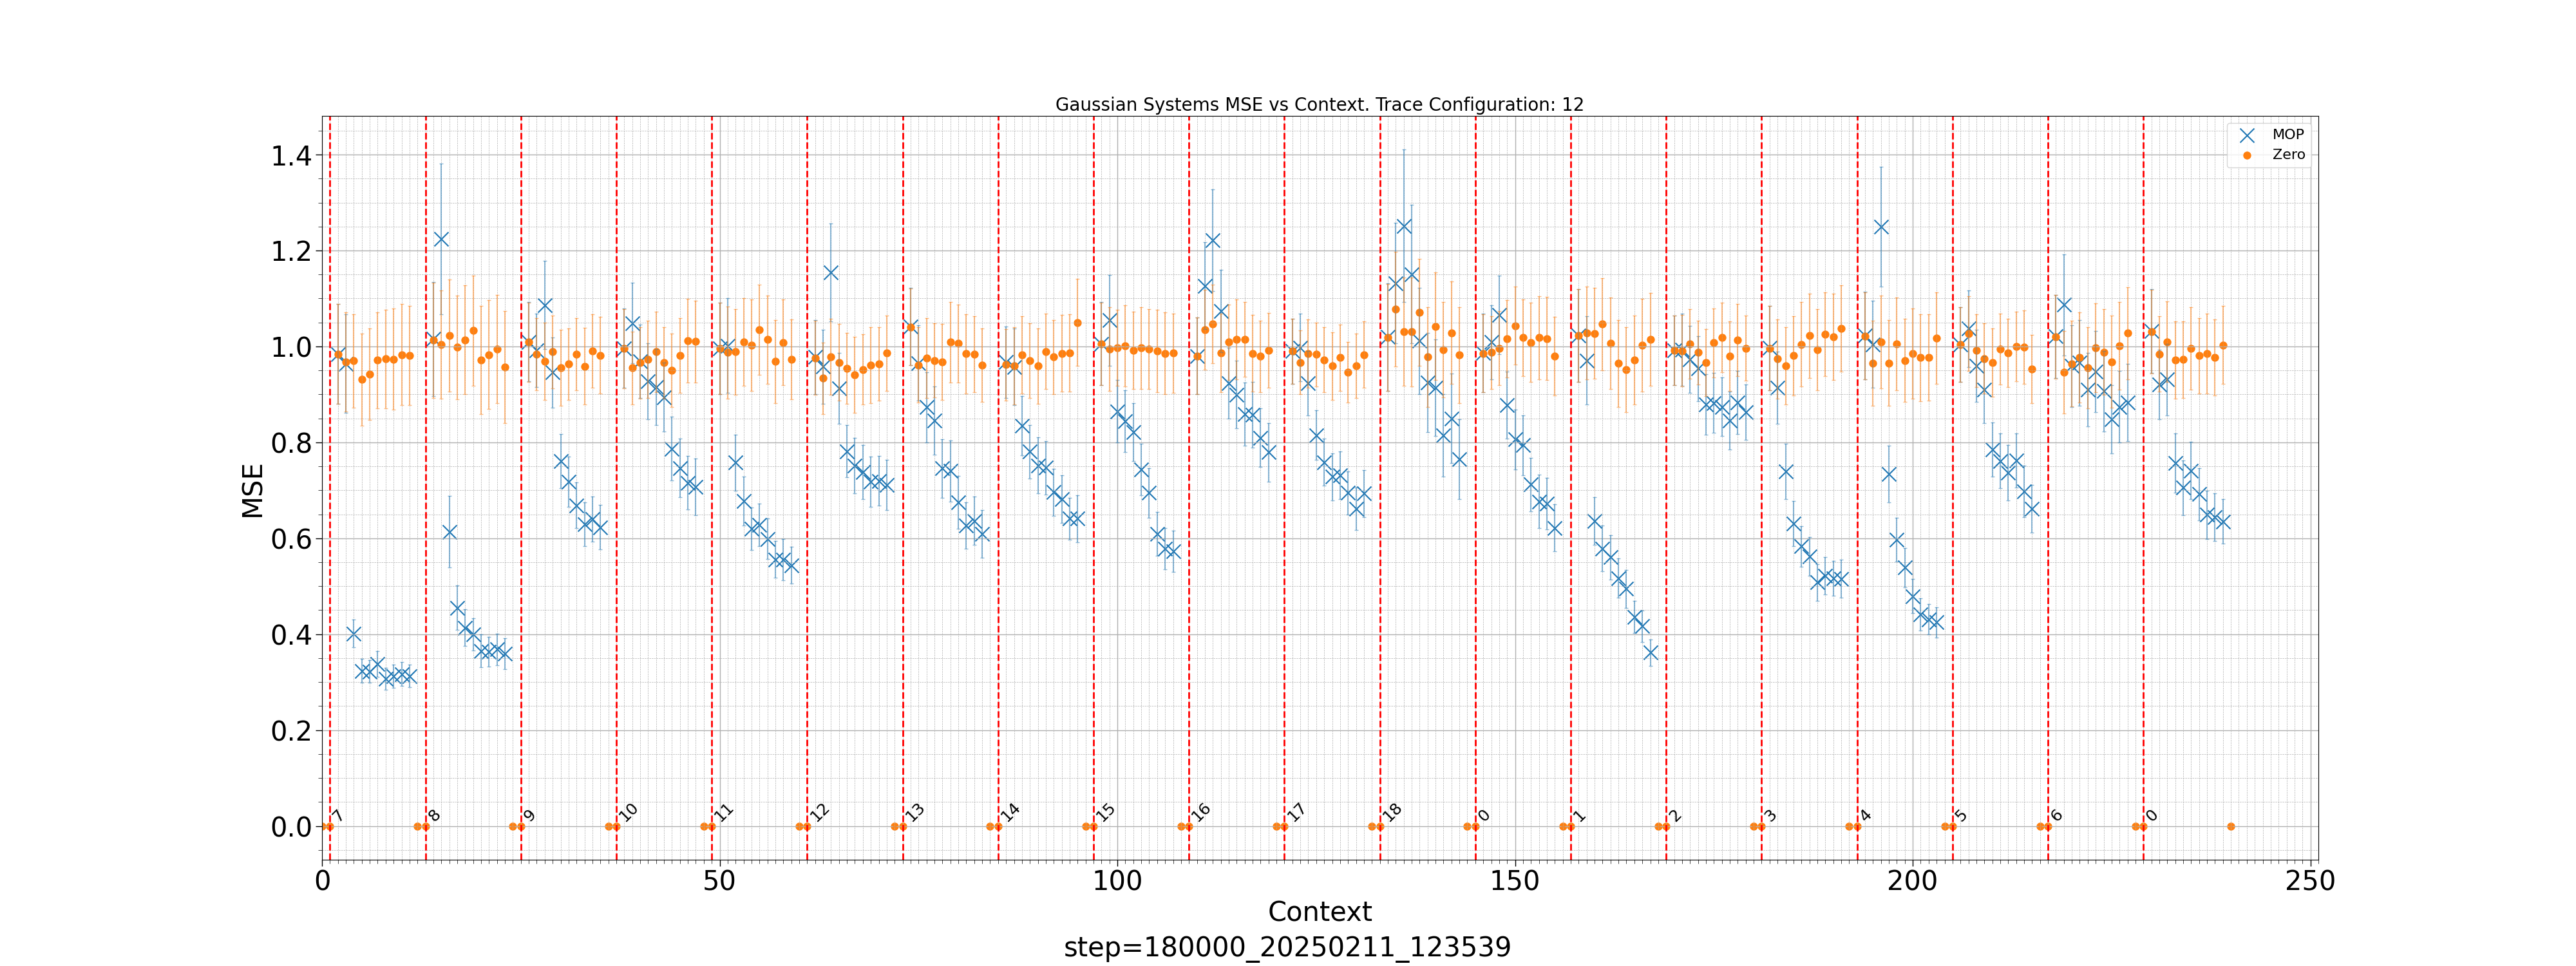 Gaussian Systems MSE vs Context. Trace Configuration: 12
MOP
Zero
1.4
1.2
1.0
0.8
0.6
0.4
0.2
0.0
MSE
7 8 9 10 11 12 13 14 15 16 17 18 0 1 2 3 4 5 6 0
0 50 100 150 200 250
Context
step=180000_20250211_123539